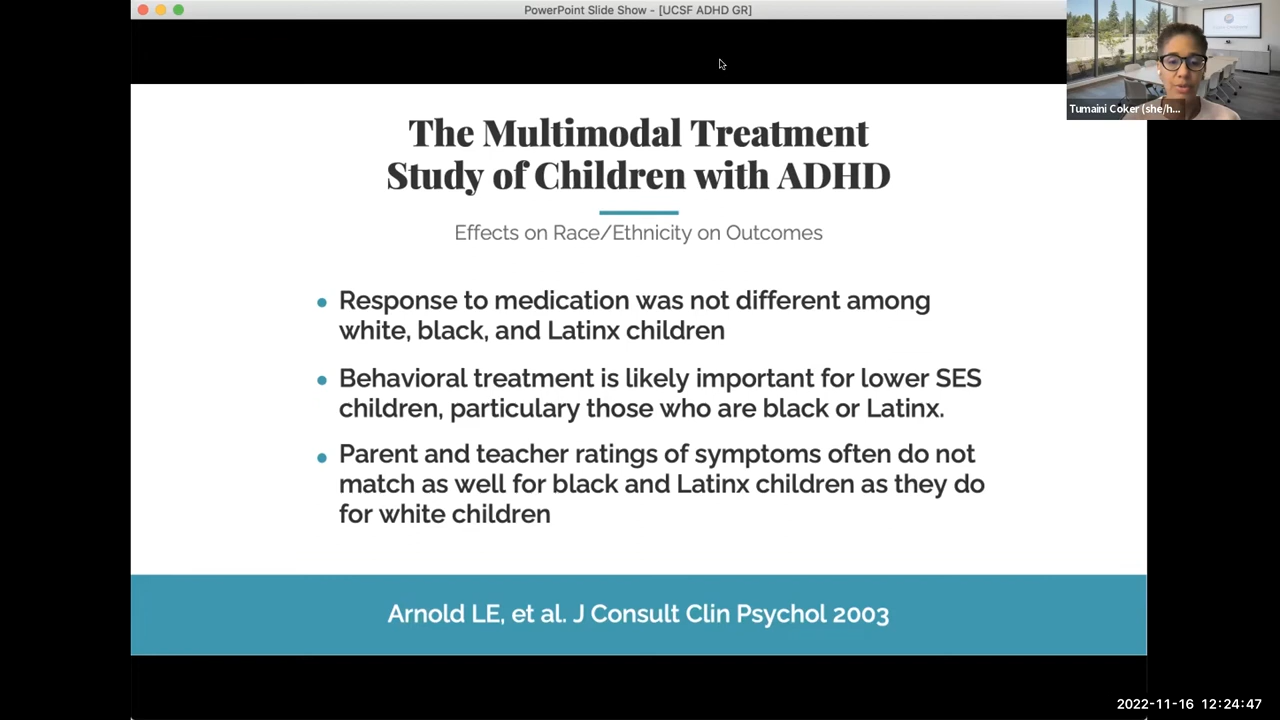 PowerPoint Slide Show - [UCSF ADHD GR]
Tumaini Coker (she/h...
The Multimodal Treatment
Study of Children with ADHD
Effects on Race/Ethnicity on Outcomes
• Response to medication was not different among
white, black, and Latinx children
• Behavioral treatment is likely important for lower SES
children, particulary those who are black or Latinx.
• Parent and teacher ratings of symptoms often do not
match as well for black and Latinx children as they do
for white children
Arnold LE, et al. J Consult Clin Psychol 2003
2022-11-16 12:24:47